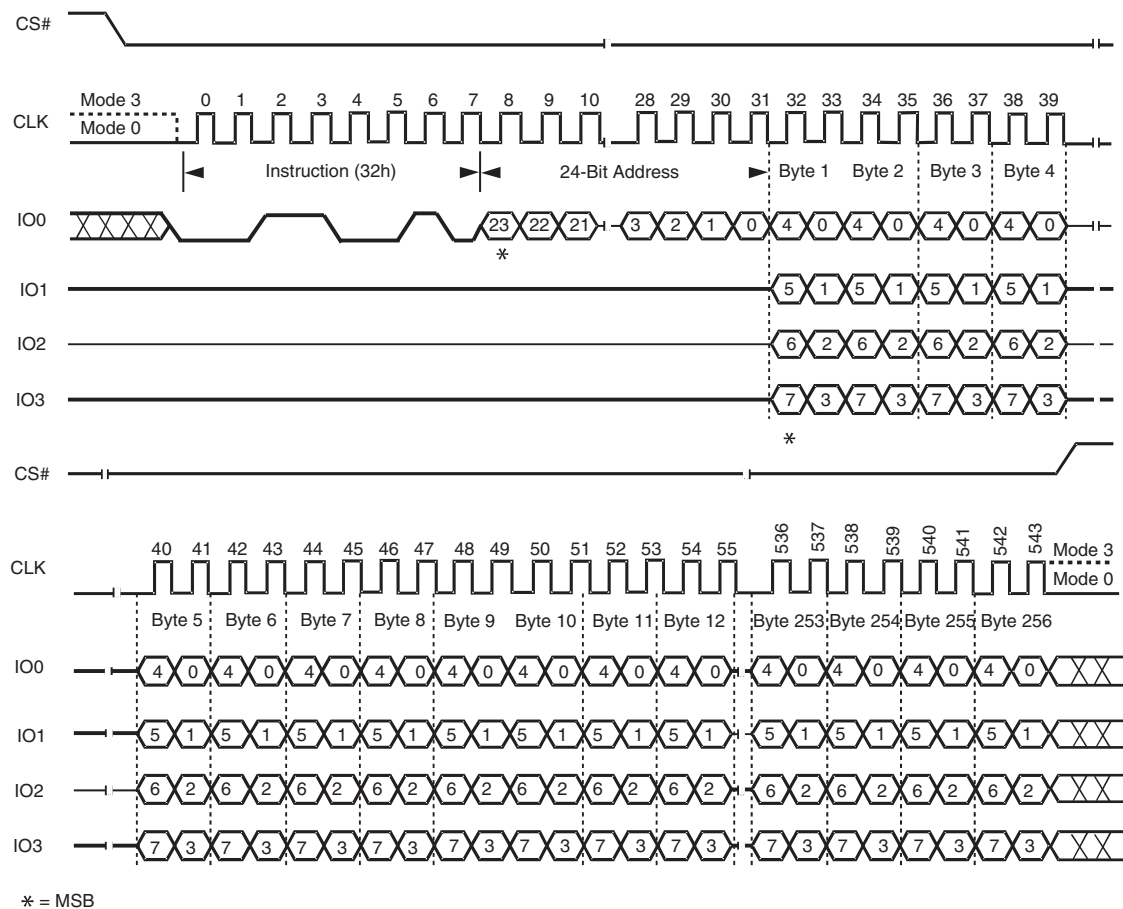 CS#
Mode 3
0 1 2 3 4 5 6 7 8 9 10 28 29 30 31 32 33 34 35 36 37 38 39
CLK
Mode 0
Instruction (32h) 24-Bit Address Byte 1 Byte 2 Byte 3 Byte 4
IO0 23 22 21 3 2 1 0 4 0 4 0 4 0 4 0
*
IO1 5 1 5 1 5 1 5 1
IO2 6 2 6 2 6 2 6 2
IO3 7 3 7 3 7 3 7 3
*
CS#
40 41 42 43 44 45 46 47 48 49 50 51 52 53 54 55 536 537 538 539 540 541 542 543
Mode 3
CLK
Mode 0
Byte 5 Byte 6 Byte 7 Byte 8 Byte 9 Byte 10 Byte 11 Byte 12 Byte 253 Byte 254 Byte 255 Byte 256
IO0 4 0 4 0 4 0 4 0 4 0 4 0 4 0 4 0 4 0 4 0 4 0 4 0
IO1 5 1 5 1 5 1 5 1 5 1 5 1 5 1 5 1 5 1 5 1 5 1 5 1
IO2 6 2 6 2 6 2 6 2 6 2 6 2 6 2 6 2 6 2 6 2 6 2 6 2
IO3 7 3 7 3 7 3 7 3 7 3 7 3 7 3 7 3 7 3 7 3 7 3 7 3
* = MSB